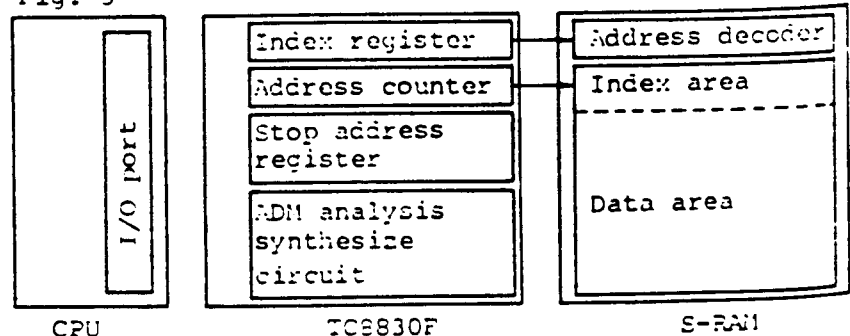 Fig.
I/O port
CPU
Index register
Address counter
Stop address
register
ADM analysis
synthesize
circuit
TC8830F
Address decoder
Index area
Data area
S-RAM